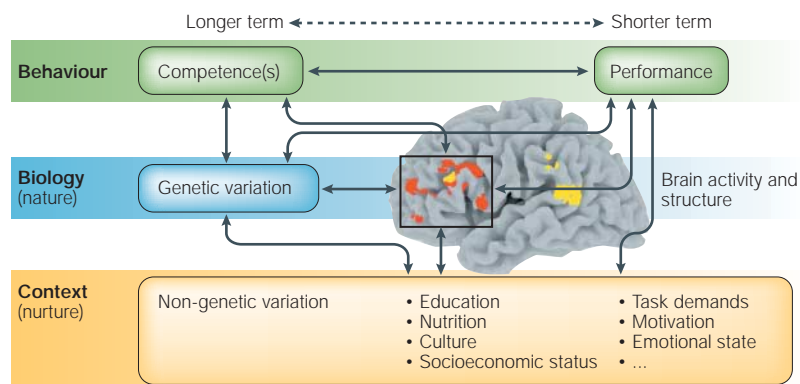 Longer term
Shorter term
Behaviour
Competence(s)
Performance
Biology
(nature)
Genetic variation
Brain activity and
structure
Context
(nurture)
Non-genetic variation
• Education
• Nutrition
• Culture
• Socioeconomic status
• Task demands
• Motivation
• Emotional state
• ...